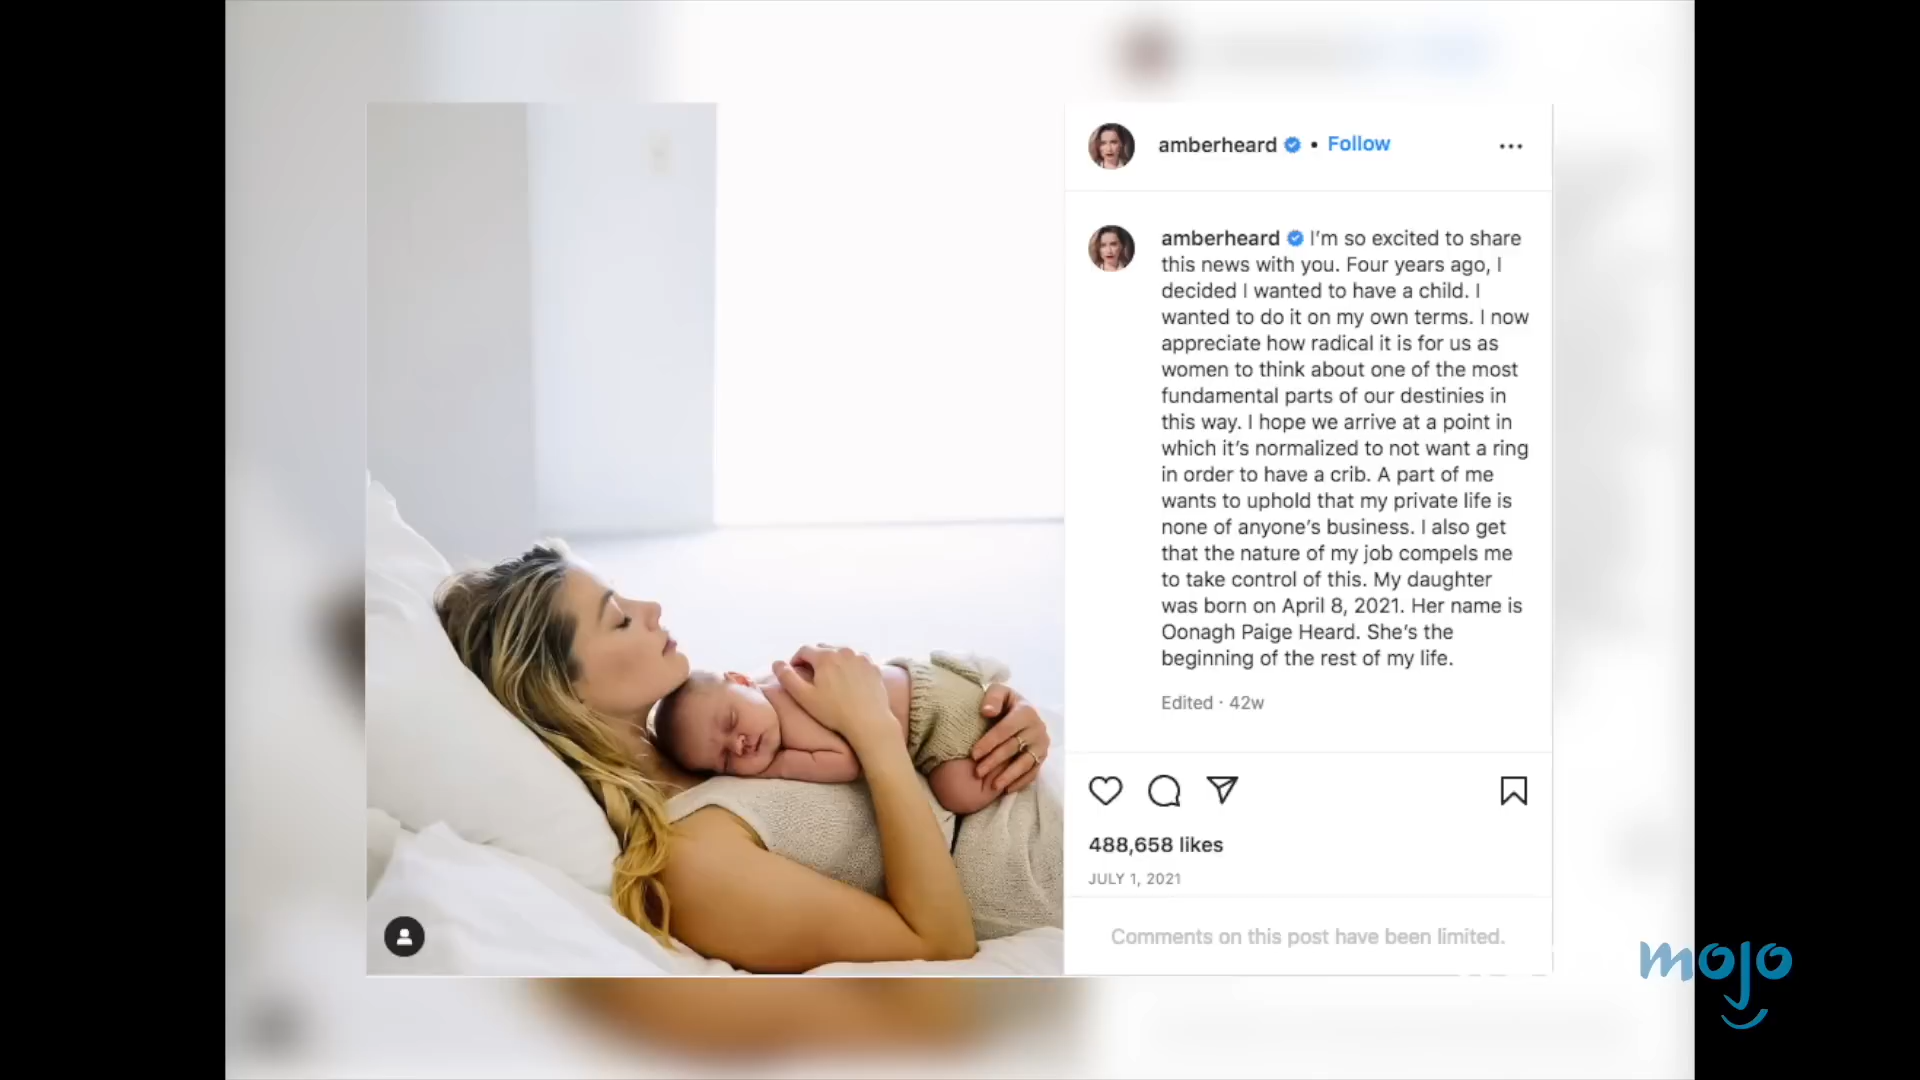 amberheard • Follow
amberheard I'm so excited to share
this news with you. Four years ago, I
decided I wanted to have a child. I
wanted to do it on my own terms. I now
appreciate how radical it is for us as
women to think about one of the most
fundamental parts of our destinies in
this way. I hope we arrive at a point in
which it's normalized to not want a ring
in order to have a crib. A part of me
wants to uphold that my private life is
none of anyone's business. I also get
that the nature of my job compels me
to take control of this. My daughter
was born on April 8, 2021. Her name is
Oonagh Paige Heard. She's the
beginning of the rest of my life.
Edited · 42w
488,658 likes
JULY 1, 2021
Comments on this post have been limited.
mojo